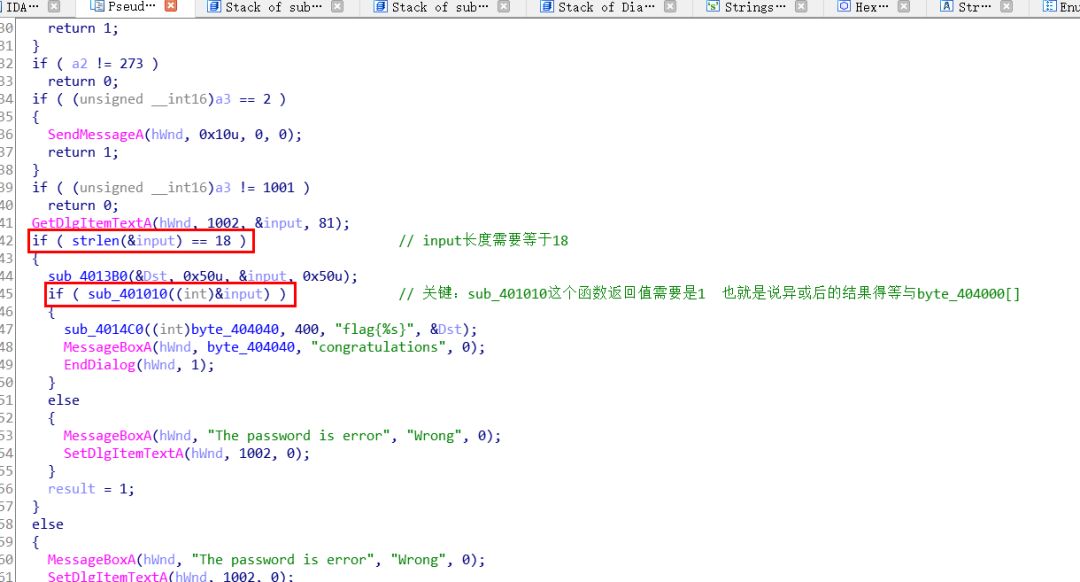 IDA⋯ Pseud⋯ Stack of sub⋯ Stack of sub⋯ Stack of Dia⋯ Strings⋯ Hex⋯ Str⋯ Enu
30 return 1;
31 }
32 if ( a2 != 273 )
33 return 0;
34 if ( (unsigned __int16)a3 == 2 )
35 {
36 SendMessageA(hWnd, 0x10u, 0, 0);
37 return 1;
38 }
39 if ( (unsigned __int16)a3 != 1001 )
40 return 0;
41 GetDlgItemTextA(hWnd, 1002, &input, 81);
42 if ( strlen(&input) == 18 ) // input长度需要等于18
43 {
44 sub_4013B0(&Dst, 0x50u, &input, 0x50u);
45 if ( sub_401010((int)&input) ) // 关键：sub_401010这个函数返回值需要是1 也就是说异或后的结果得等与byte_404000[]
46 {
47 sub_4014C0((int)byte_404040, 400, "flag{%s}", &Dst);
48 MessageBoxA(hWnd, byte_404040, "congratulations", 0);
49 EndDialog(hWnd, 1);
50 }
51 else
52 {
53 MessageBoxA(hWnd, "The password is error", "Wrong", 0);
54 SetDlgItemTextA(hWnd, 1002, 0);
55 }
56 result = 1;
57 }
58 else
59 {
60 MessageBoxA(hWnd, "The password is error", "Wrong", 0);
61 SetDlgItemTextA(hWnd, 1002, 0);